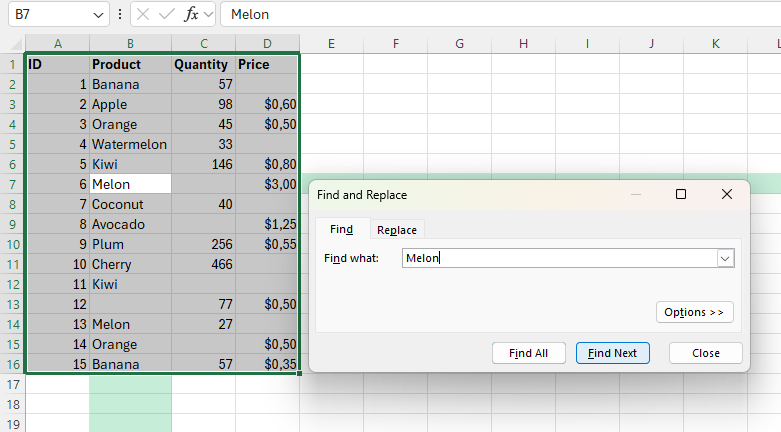 B7 fx Melon
A B C D E F G H I J K L
1 ID Product Quantity Price
2 1 Banana 57
3 2 Apple 98 $0,60
4 3 Orange 45 $0,50
5 4 Watermelon 33
6 5 Kiwi 146 $0,80
7 6 Melon $3,00
8 7 Coconut 40
9 8 Avocado $1,25
10 9 Plum 256 $0,55
11 10 Cherry 466
12 11 Kiwi
13 12 77 $0,50
14 13 Melon 27
15 14 Orange $0,50
16 15 Banana 57 $0,35
17
18
19
Find and Replace
Find Replace
Find what: Melon
Options >>
Find All Find Next Close